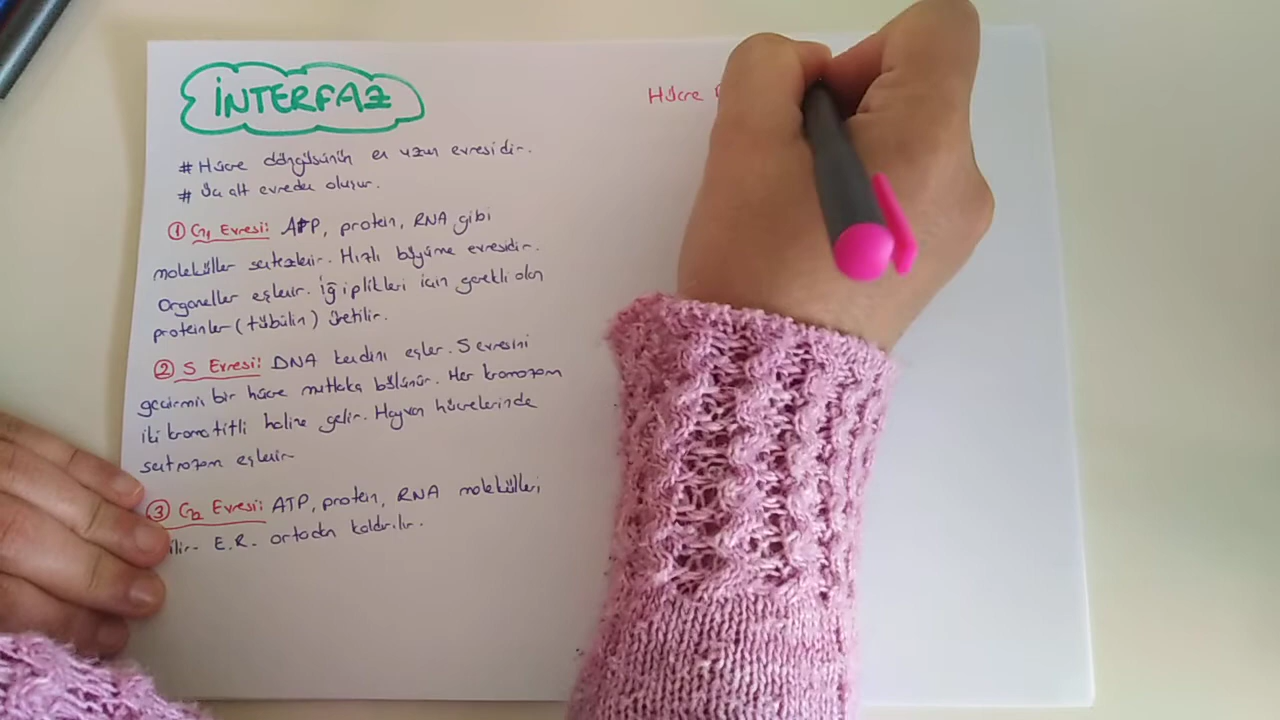 İNTERFAZ
# Hücre döngüsünün en uzun evresidir.
# Üç alt evreden oluşur.
① G1 Evresi: ATP, protein, RNA gibi
moleküller sentezlenir. Hızlı büyüme evresidir.
Organeller eşlenir. İğ iplikleri için gerekli olan
proteinler (tübülin) üretilir.
② S Evresi: DNA kendini eşler. S evresini
geçirmiş bir hücre mutlaka bölünür. Her kromozom
iki kromatitli haline gelir. Hayvan hücrelerinde
sentrozom eşlenir
③ G2 Evresi: ATP, protein, RNA molekülleri
ilir. E.R. ortadan kaldırılır.
Hücre